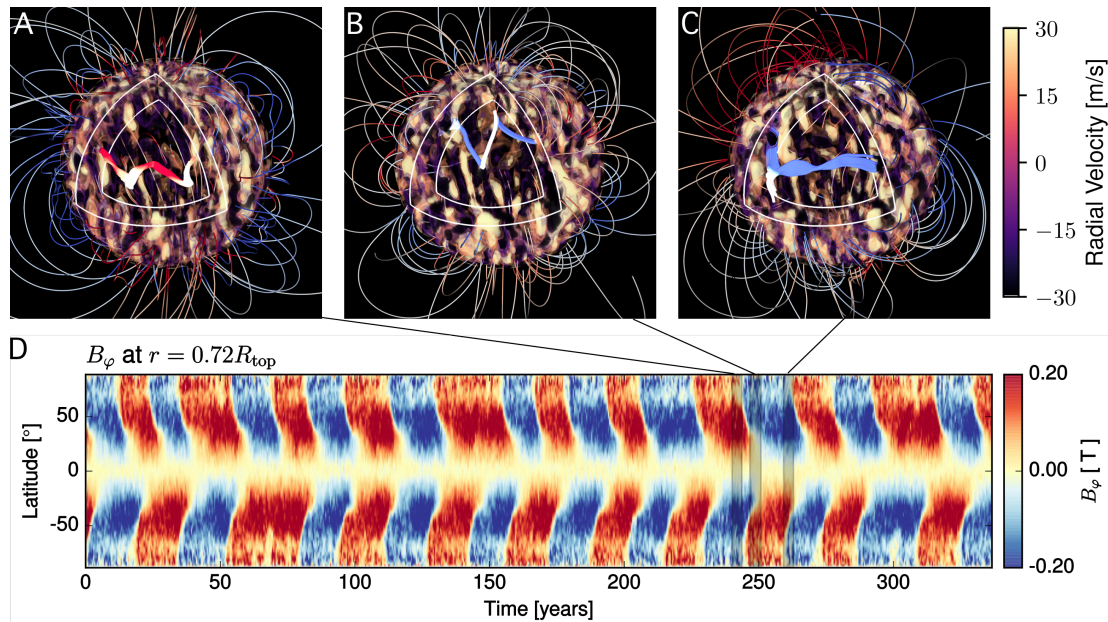 A
B
C
30
15
0
−15
−30
Radial Velocity [m/s]
D
B_φ at r = 0.72R_top
50
0
-50
Latitude [°]
0
50
100
150
200
250
300
Time [years]
0.20
0.00
-0.20
B_φ [ T ]